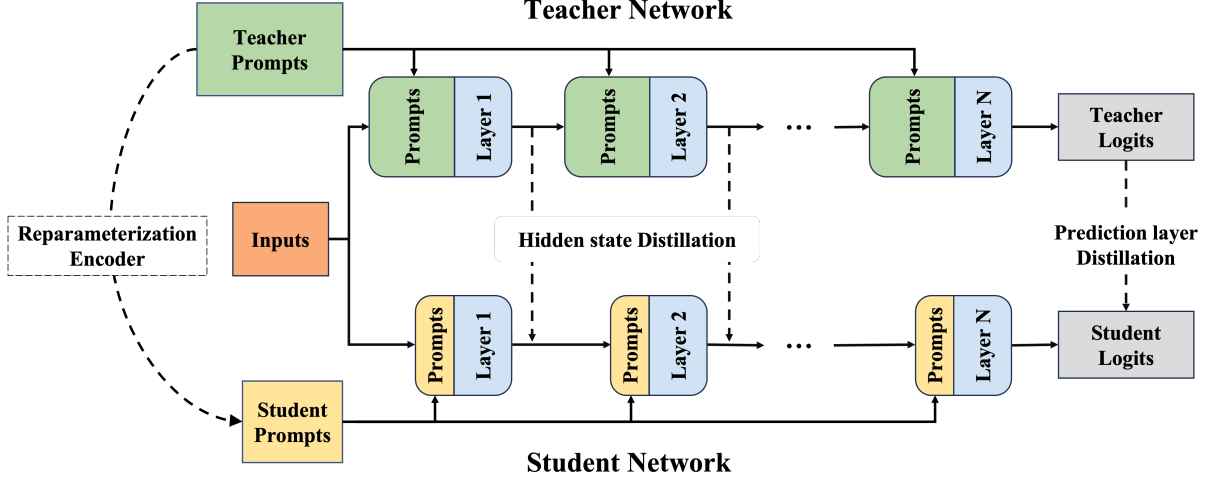 Teacher Network
Teacher
Prompts
Prompts
Layer 1
Prompts
Layer 2
...
Prompts
Layer N
Teacher
Logits
Reparameterization
Encoder
Inputs
Hidden state Distillation
Prediction layer
Distillation
Prompts
Layer 1
Prompts
Layer 2
...
Prompts
Layer N
Student
Logits
Student
Prompts
Student Network